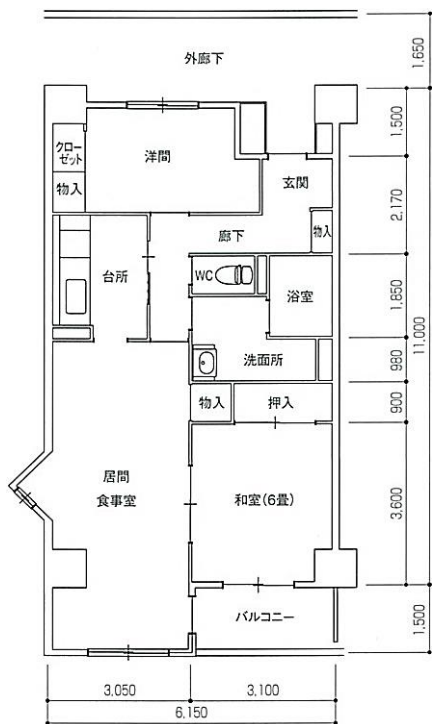 外廊下
クロー
ゼット
洋間
玄関
物入
物入
廊下
台所
WC
浴室
洗面所
物入
押入
居間
食事室
和室(6畳)
バルコニー
1,650
1,500
2,170
1,850
980
900
3,600
1,500
11,000
3,050
3,100
6,150